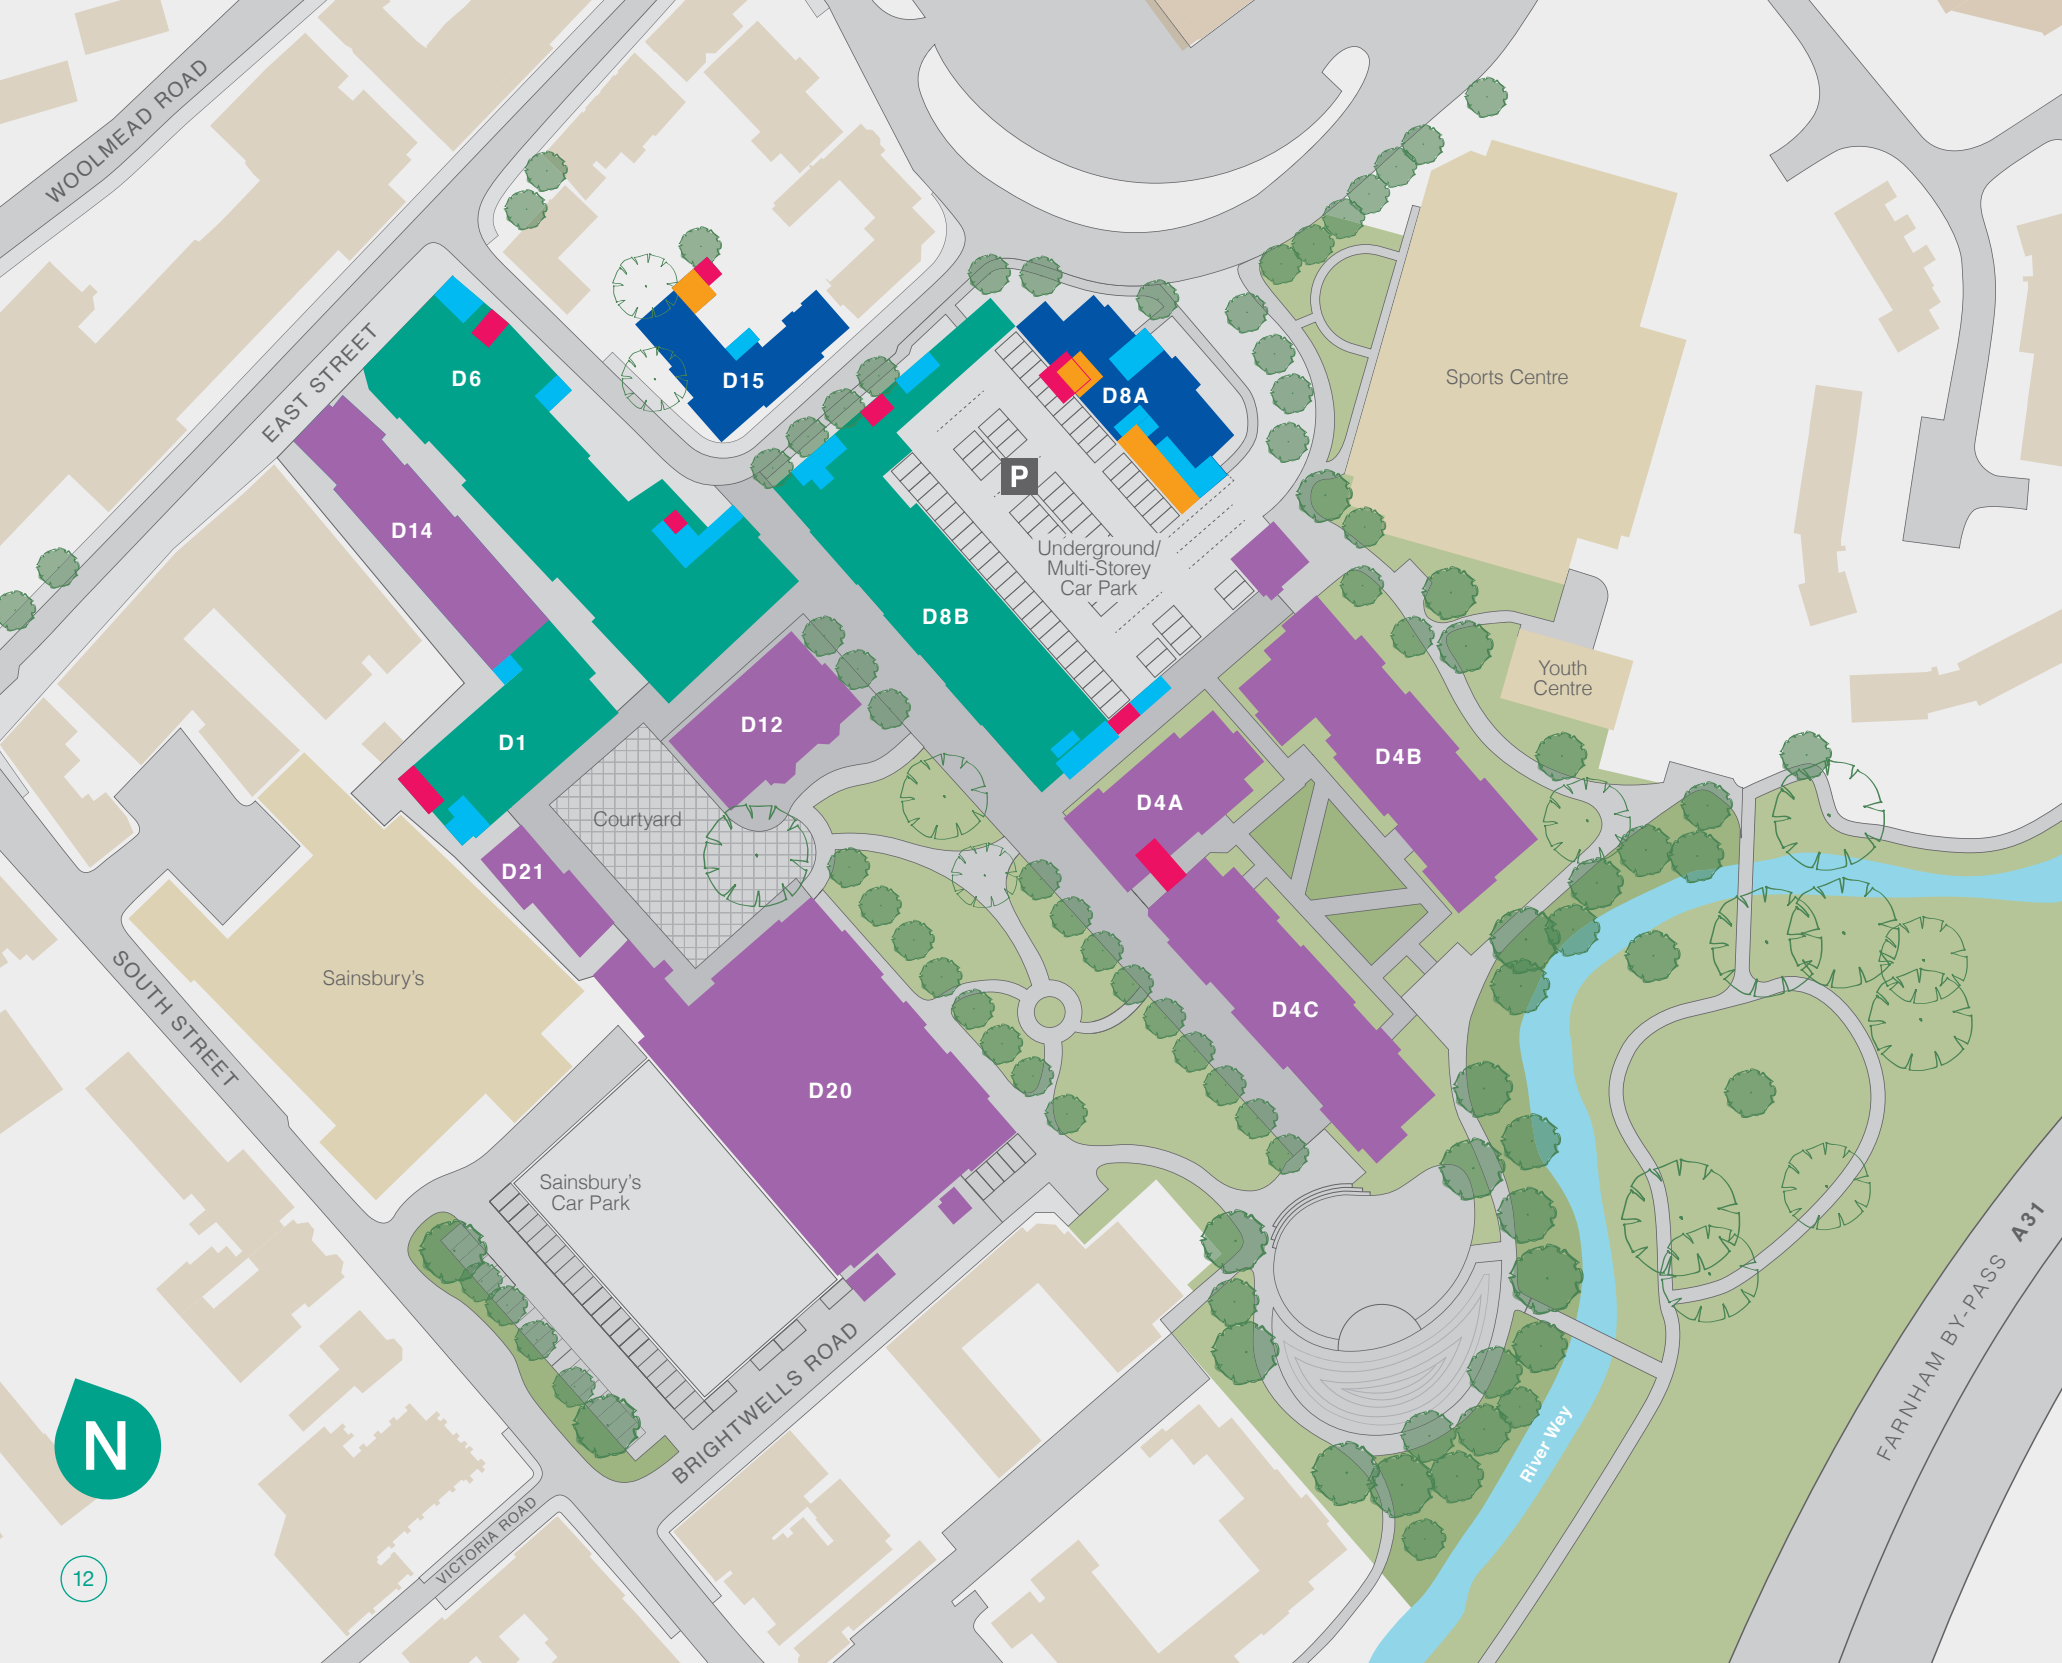 WOOLMEAD ROAD
EAST STREET
D6
D15
D8A
Sports Centre
P
D14
Underground/
Multi-Storey
Car Park
D8B
Youth
Centre
D12
D1
D4B
D4A
Courtyard
D21
Sainsbury's
D4C
SOUTH STREET
D20
Sainsbury's
Car Park
FARNHAM BY-PASS A31
BRIGHTWELLS ROAD
River Wey
N
VICTORIA ROAD
12